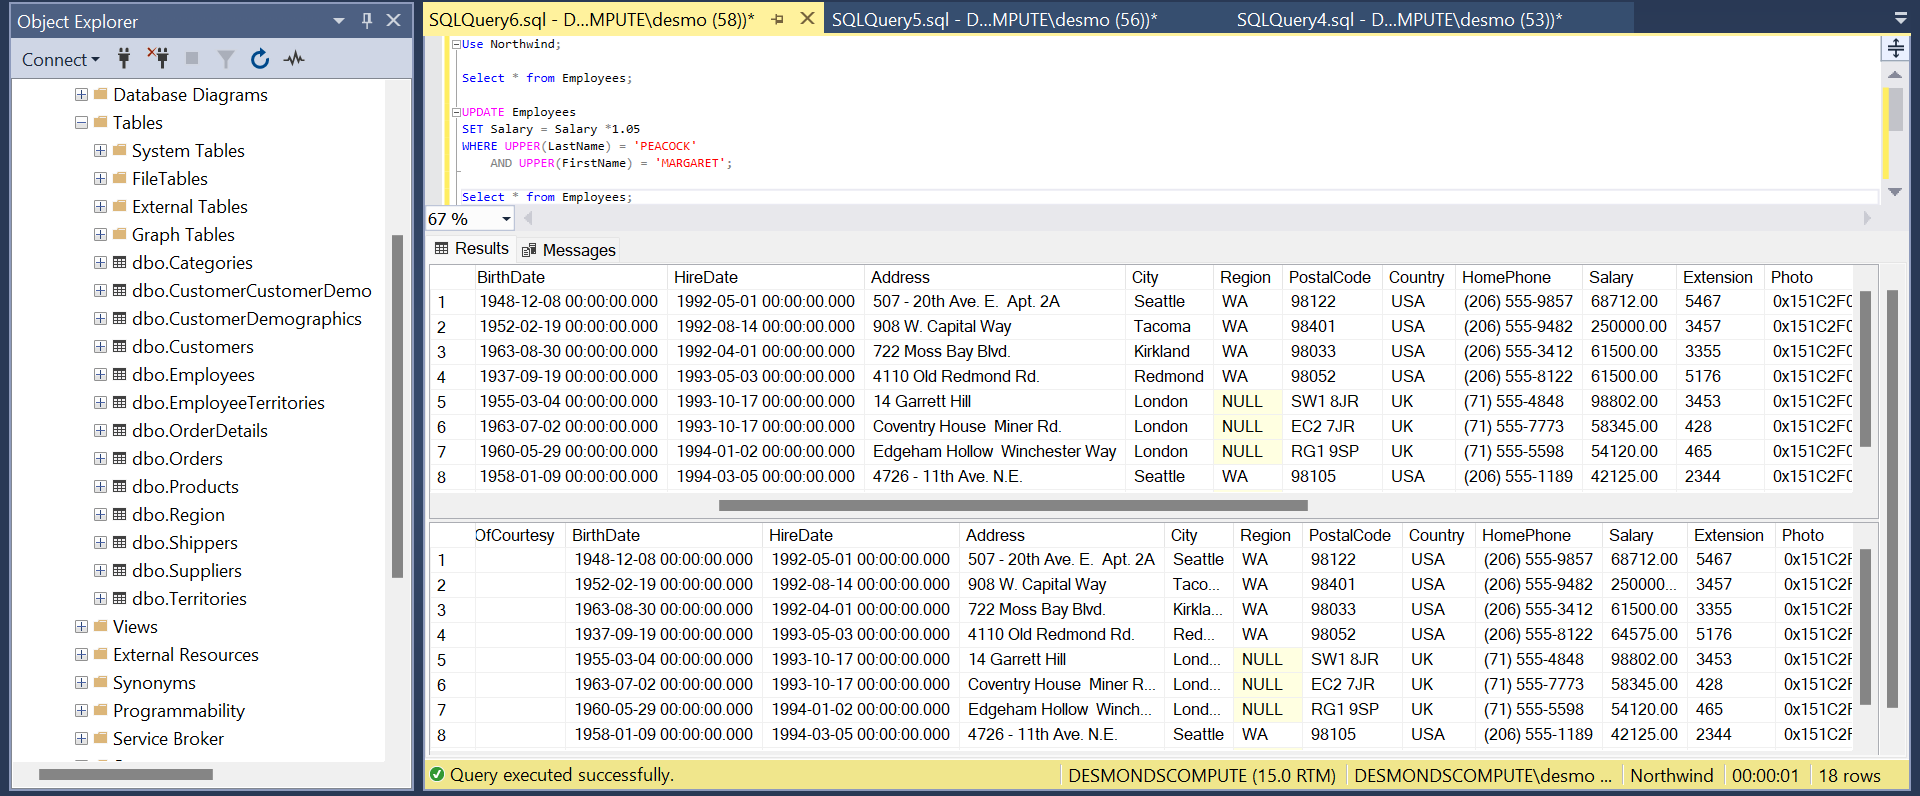 Object Explorer
Connect
Database Diagrams
Tables
System Tables
FileTables
External Tables
Graph Tables
dbo.Categories
dbo.CustomerCustomerDemo
dbo.CustomerDemographics
dbo.Customers
dbo.Employees
dbo.EmployeeTerritories
dbo.OrderDetails
dbo.Orders
dbo.Products
dbo.Region
dbo.Shippers
dbo.Suppliers
dbo.Territories
Views
External Resources
Synonyms
Programmability
Service Broker
SQLQuery6.sql - D...MPUTE\desmo (58))* SQLQuery5.sql - D...MPUTE\desmo (56))* SQLQuery4.sql - D...MPUTE\desmo (53))*
Use Northwind;
Select * from Employees;
UPDATE Employees
SET Salary = Salary *1.05
WHERE UPPER(LastName) = 'PEACOCK'
AND UPPER(FirstName) = 'MARGARET';
Select * from Employees;
67 %
Results Messages
BirthDate HireDate Address City Region PostalCode Country HomePhone Salary Extension Photo
1 1948-12-08 00:00:00.000 1992-05-01 00:00:00.000 507 - 20th Ave. E. Apt. 2A Seattle WA 98122 USA (206) 555-9857 68712.00 5467 0x151C2F0
2 1952-02-19 00:00:00.000 1992-08-14 00:00:00.000 908 W. Capital Way Tacoma WA 98401 USA (206) 555-9482 250000.00 3457 0x151C2F0
3 1963-08-30 00:00:00.000 1992-04-01 00:00:00.000 722 Moss Bay Blvd. Kirkland WA 98033 USA (206) 555-3412 61500.00 3355 0x151C2F0
4 1937-09-19 00:00:00.000 1993-05-03 00:00:00.000 4110 Old Redmond Rd. Redmond WA 98052 USA (206) 555-8122 61500.00 5176 0x151C2F0
5 1955-03-04 00:00:00.000 1993-10-17 00:00:00.000 14 Garrett Hill London NULL SW1 8JR UK (71) 555-4848 98802.00 3453 0x151C2F0
6 1963-07-02 00:00:00.000 1993-10-17 00:00:00.000 Coventry House Miner Rd. London NULL EC2 7JR UK (71) 555-7773 58345.00 428 0x151C2F0
7 1960-05-29 00:00:00.000 1994-01-02 00:00:00.000 Edgeham Hollow Winchester Way London NULL RG1 9SP UK (71) 555-5598 54120.00 465 0x151C2F0
8 1958-01-09 00:00:00.000 1994-03-05 00:00:00.000 4726 - 11th Ave. N.E. Seattle WA 98105 USA (206) 555-1189 42125.00 2344 0x151C2F0
OfCourtesy BirthDate HireDate Address City Region PostalCode Country HomePhone Salary Extension Photo
1 1948-12-08 00:00:00.000 1992-05-01 00:00:00.000 507 - 20th Ave. E. Apt. 2A Seattle WA 98122 USA (206) 555-9857 68712.00 5467 0x151C2F
2 1952-02-19 00:00:00.000 1992-08-14 00:00:00.000 908 W. Capital Way Taco... WA 98401 USA (206) 555-9482 250000... 3457 0x151C2F
3 1963-08-30 00:00:00.000 1992-04-01 00:00:00.000 722 Moss Bay Blvd. Kirkla... WA 98033 USA (206) 555-3412 61500.00 3355 0x151C2F
4 1937-09-19 00:00:00.000 1993-05-03 00:00:00.000 4110 Old Redmond Rd. Red... WA 98052 USA (206) 555-8122 64575.00 5176 0x151C2F
5 1955-03-04 00:00:00.000 1993-10-17 00:00:00.000 14 Garrett Hill Lond... NULL SW1 8JR UK (71) 555-4848 98802.00 3453 0x151C2F
6 1963-07-02 00:00:00.000 1993-10-17 00:00:00.000 Coventry House Miner R... Lond... NULL EC2 7JR UK (71) 555-7773 58345.00 428 0x151C2F
7 1960-05-29 00:00:00.000 1994-01-02 00:00:00.000 Edgeham Hollow Winch... Lond... NULL RG1 9SP UK (71) 555-5598 54120.00 465 0x151C2F
8 1958-01-09 00:00:00.000 1994-03-05 00:00:00.000 4726 - 11th Ave. N.E. Seattle WA 98105 USA (206) 555-1189 42125.00 2344 0x151C2F
Query executed successfully. DESMONDSCOMPUTE (15.0 RTM) DESMONDSCOMPUTE\desmo ... Northwind 00:00:01 18 rows